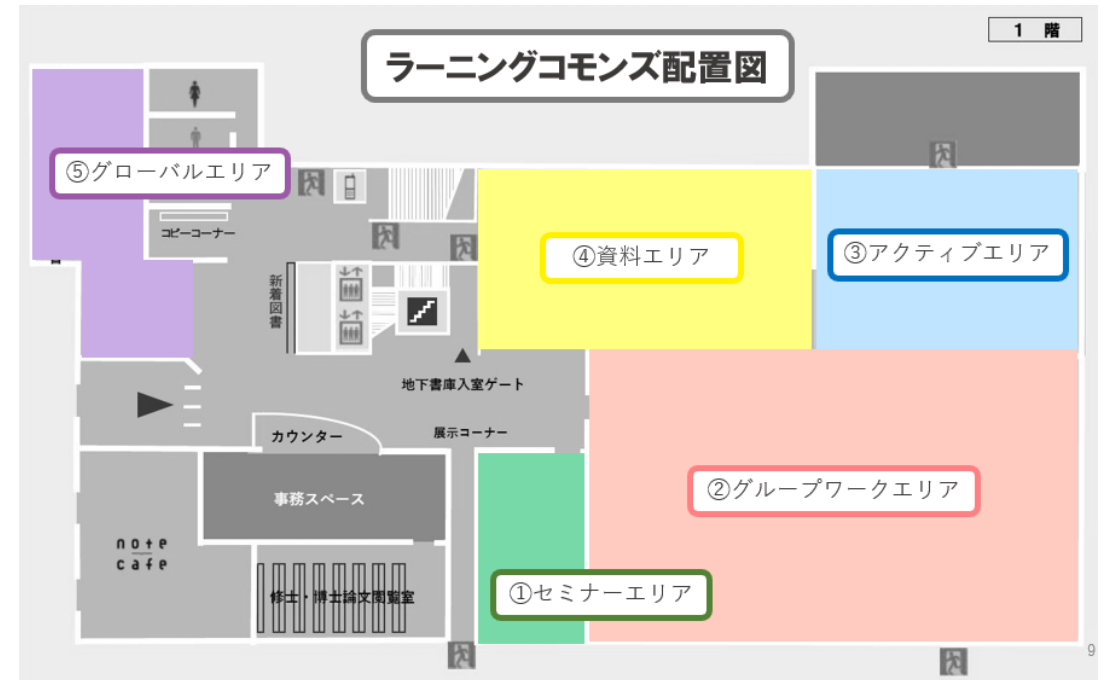 1 階
ラーニングコモンズ配置図
⑤グローバルエリア
コピーコーナー
④資料エリア
③アクティブエリア
新着図書
地下書庫入室ゲート
カウンター
展示コーナー
②グループワークエリア
事務スペース
note
cafe
修士・博士論文閲覧室
①セミナーエリア
9